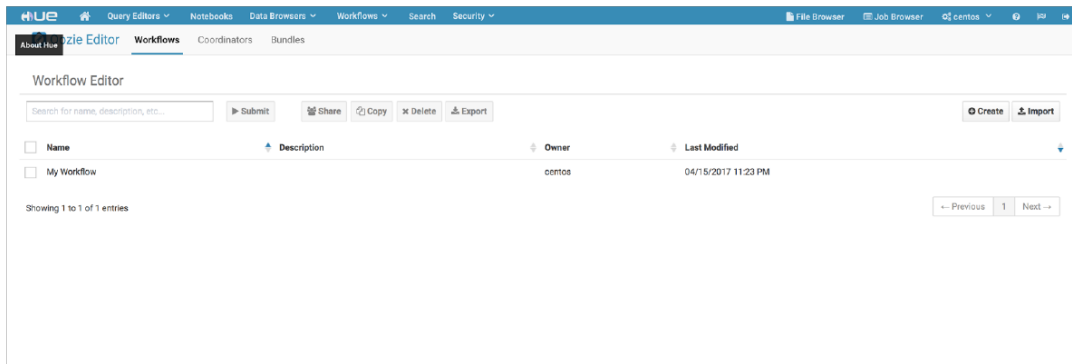 HUE Query Editors Notebooks Data Browsers Workflows Search Security File Browser Job Browser centos
About Hue Oozie Editor Workflows Coordinators Bundles
Workflow Editor
Search for name, description, etc... Submit Share Copy Delete Export Create Import
Name Description Owner Last Modified
My Workflow centos 04/15/2017 11:23 PM
Showing 1 to 1 of 1 entries ← Previous 1 Next →